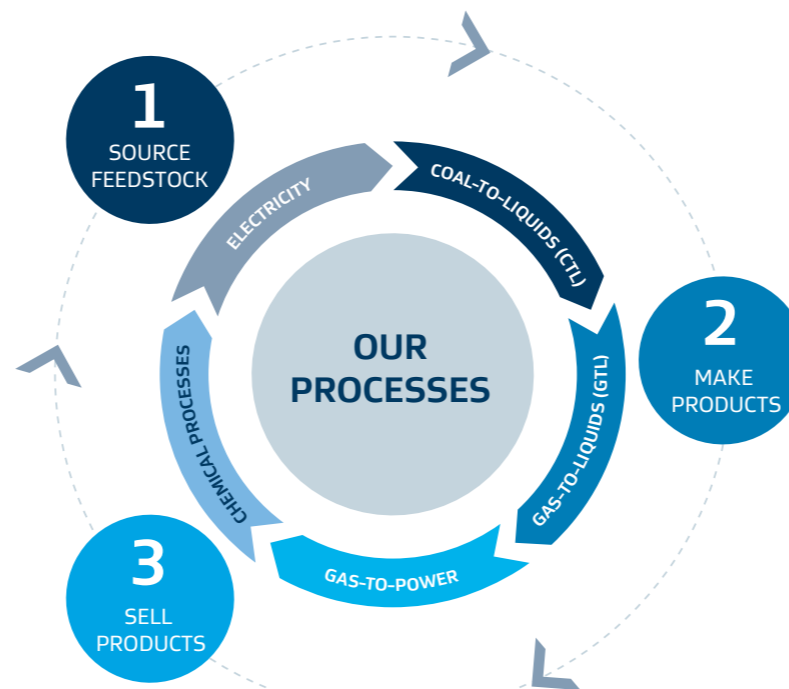 1
SOURCE
FEEDSTOCK
ELECTRICITY
COAL-TO-LIQUIDS (CTL)
OUR
PROCESSES
2
MAKE
PRODUCTS
CHEMICAL PROCESSES
GAS-TO-LIQUIDS (GTL)
GAS-TO-POWER
3
SELL
PRODUCTS